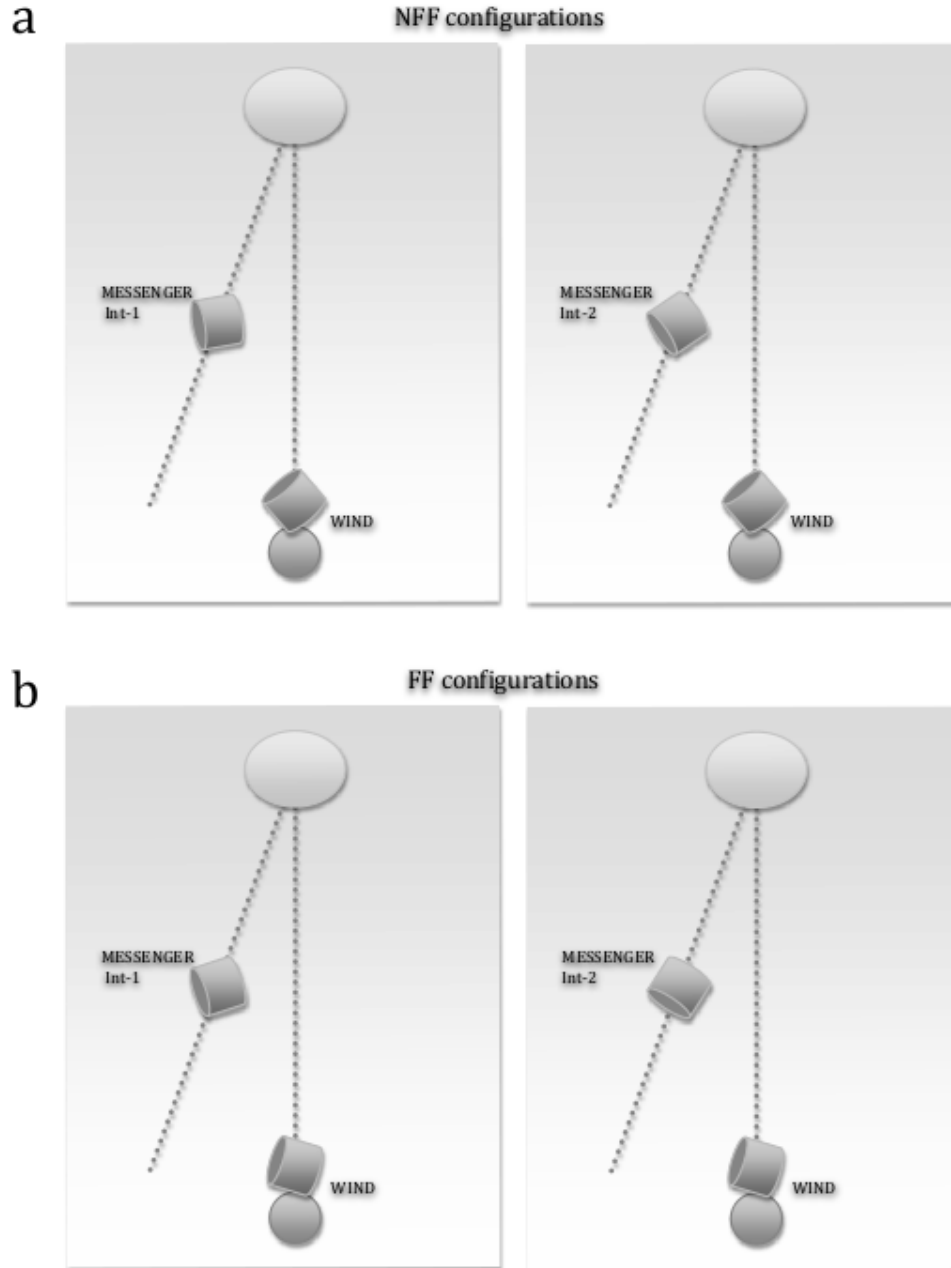 a
NFF configurations
MESSENGER
Int-1
WIND
MESSENGER
Int-2
WIND
b
FF configurations
MESSENGER
Int-1
WIND
MESSENGER
Int-2
WIND